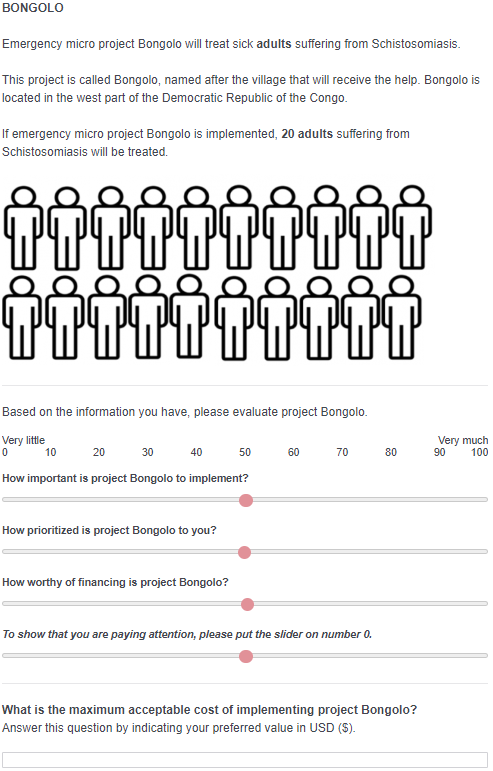 BONGOLO
Emergency micro project Bongolo will treat sick adults suffering from Schistosomiasis.
This project is called Bongolo, named after the village that will receive the help. Bongolo is
located in the west part of the Democratic Republic of the Congo.
If emergency micro project Bongolo is implemented, 20 adults suffering from
Schistosomiasis will be treated.
Based on the information you have, please evaluate project Bongolo.
Very little Very much
0 10 20 30 40 50 60 70 80 90 100
How important is project Bongolo to implement?
How prioritized is project Bongolo to you?
How worthy of financing is project Bongolo?
To show that you are paying attention, please put the slider on number 0.
What is the maximum acceptable cost of implementing project Bongolo?
Answer this question by indicating your preferred value in USD ($).